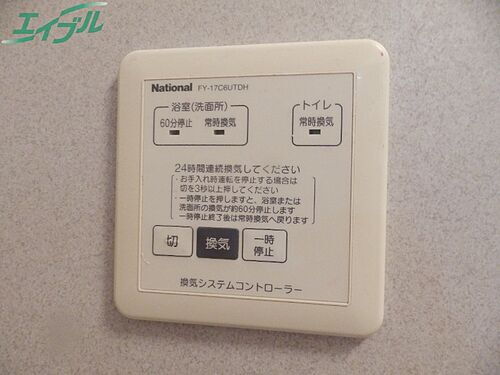 エイブル
National FY-17C6UTDH
浴室(洗面所)
トイレ
60分停止 常時換気
常時換気
24時間連続換気してください
・お手入れ時運転を停止する場合は
切を3秒以上押してください
・一時停止を押しますと、浴室または
洗面所の換気が約60分停止します
一時停止終了後は常時換気へ戻ります
切
換気
一時
停止
換気システムコントローラー